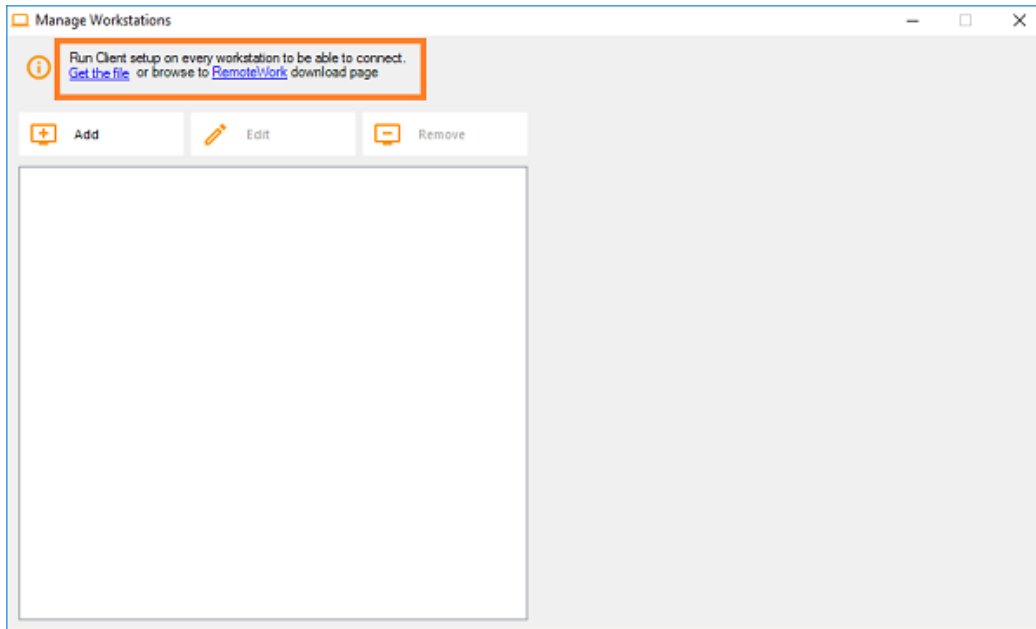 Manage Workstations
Run Client setup on every workstation to be able to connect.
Get the file or browse to RemoteWork download page
Add Edit Remove